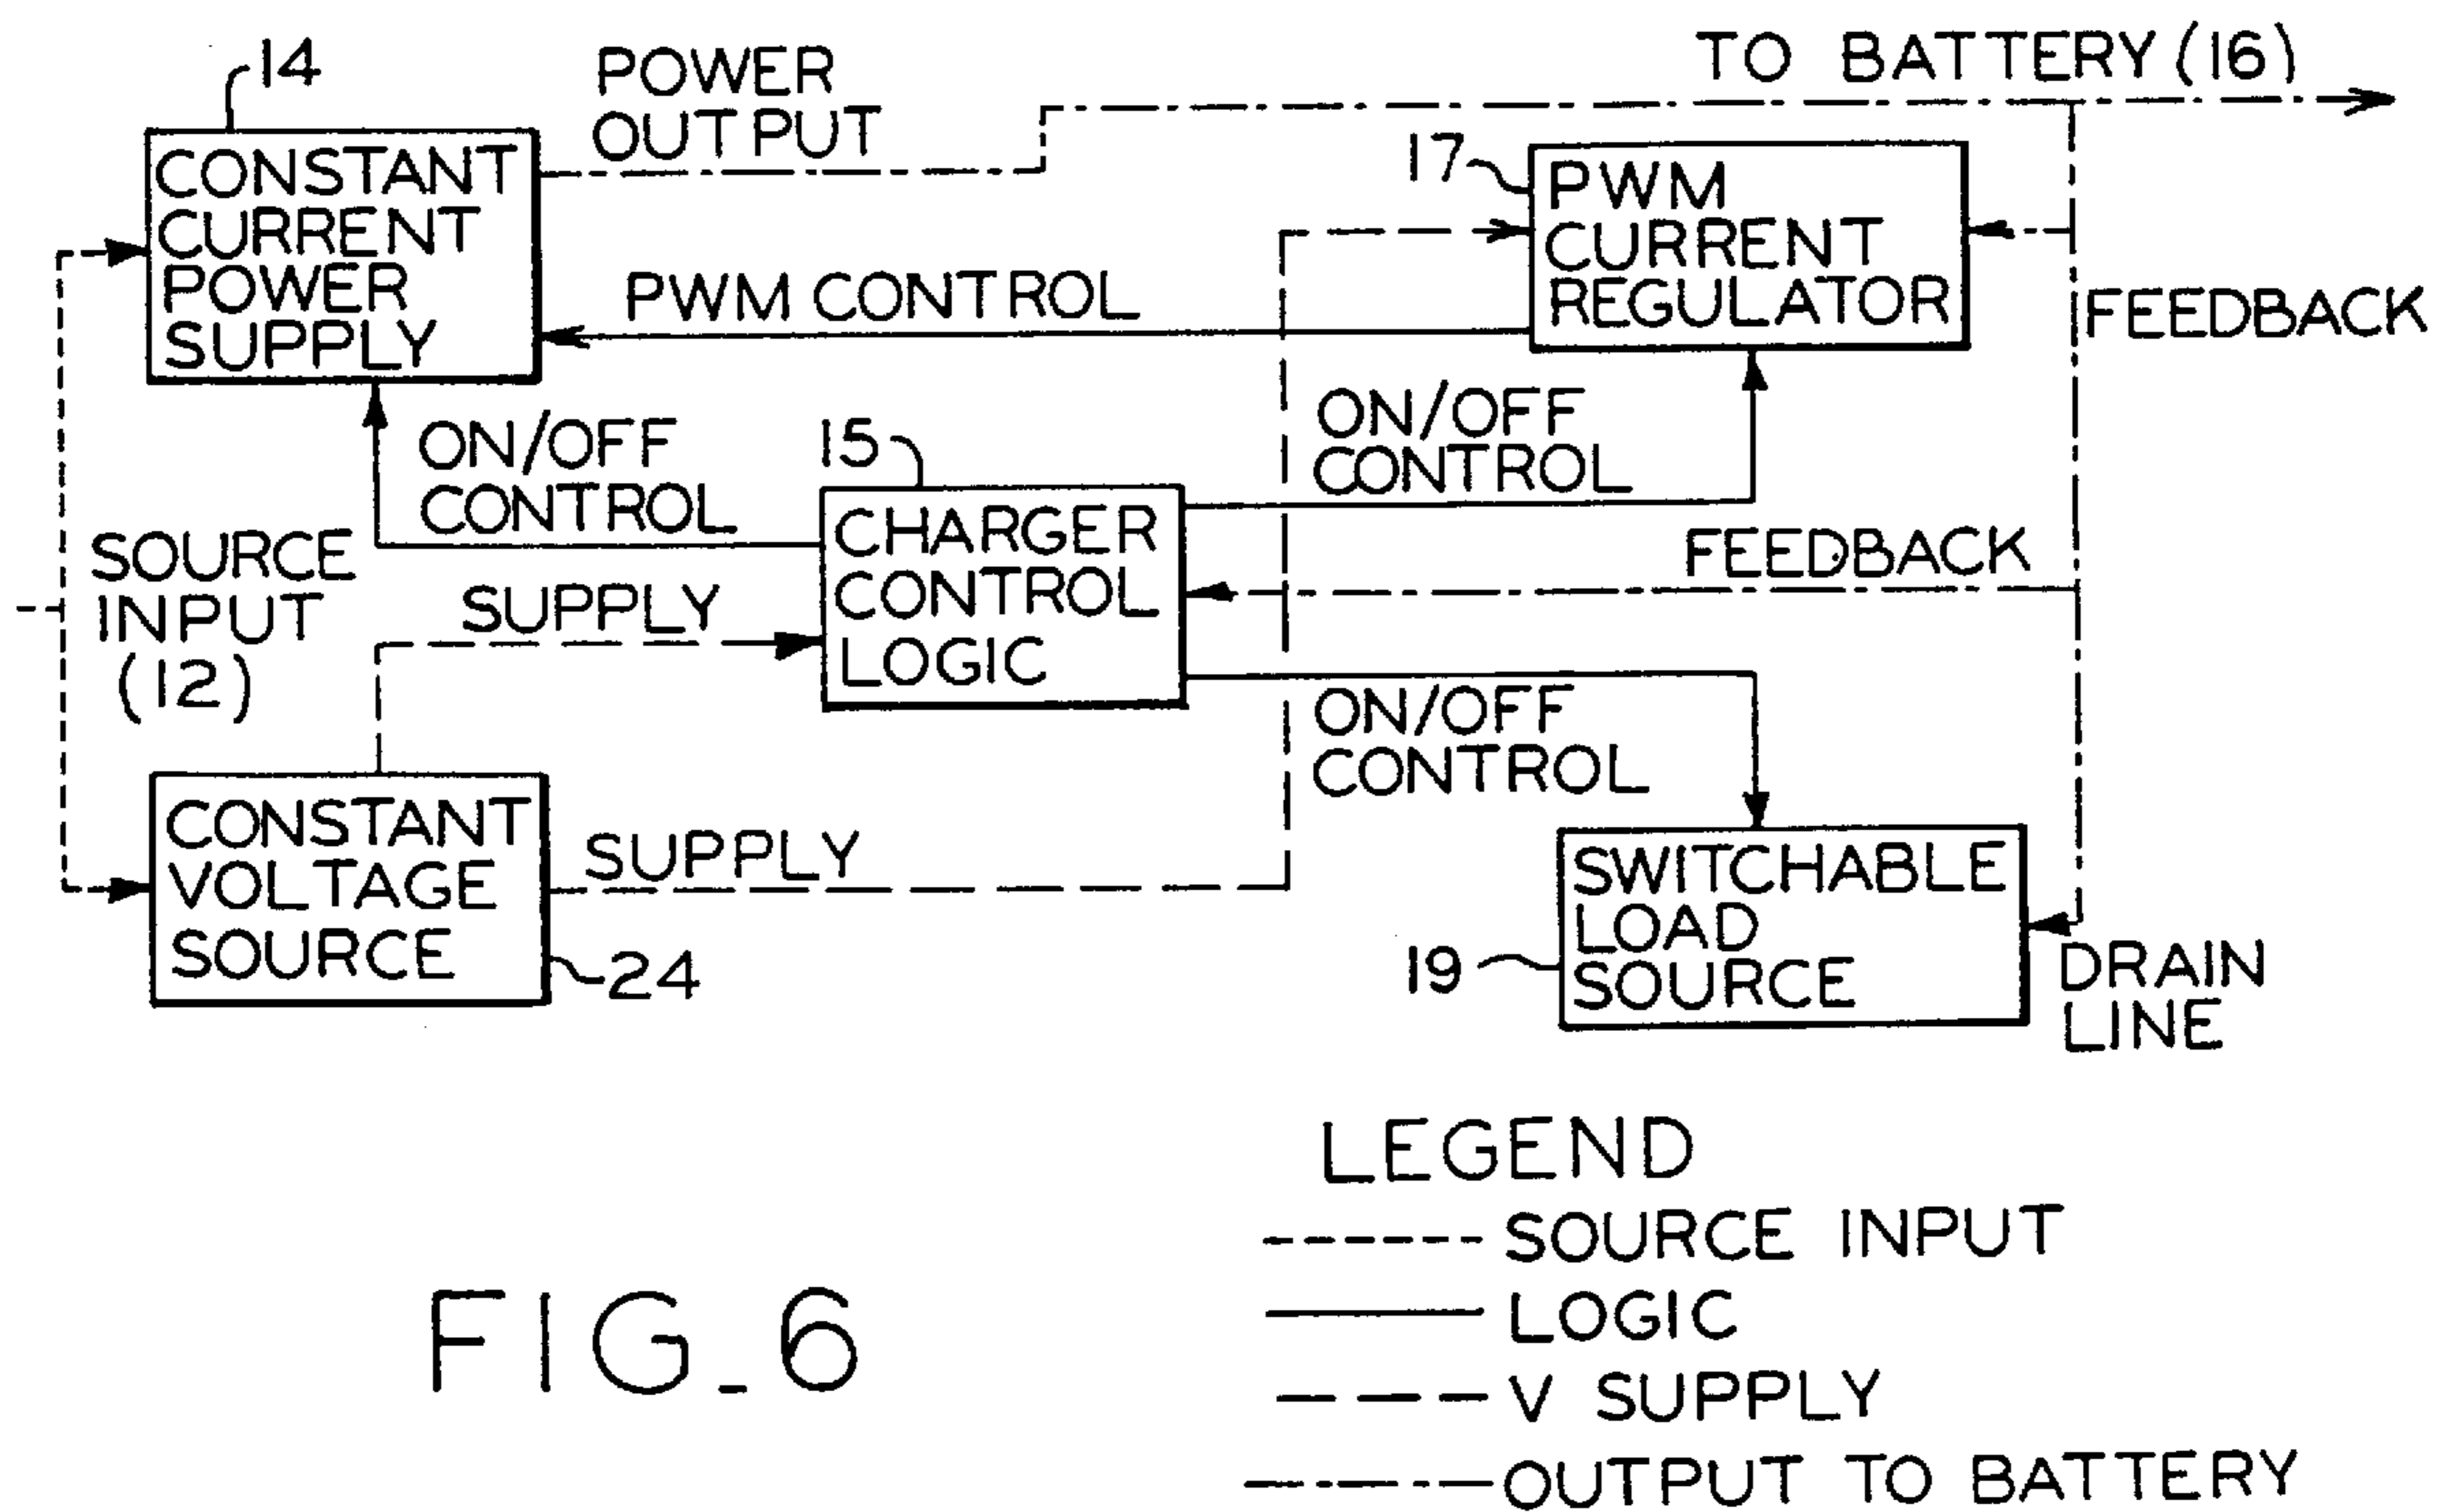 14
POWER
OUTPUT
TO BATTERY (16)
CONSTANT
CURRENT
POWER
SUPPLY
17
PWM
CURRENT
REGULATOR
PWM CONTROL
FEEDBACK
ON/OFF
CONTROL
15
ON/OFF
CONTROL
SOURCE
INPUT
(12)
SUPPLY
CHARGER
CONTROL
LOGIC
FEEDBACK
ON/OFF
CONTROL
CONSTANT
VOLTAGE
SOURCE
24
SUPPLY
SWITCHABLE
LOAD
SOURCE
19
DRAIN
LINE
LEGEND
SOURCE INPUT
LOGIC
V SUPPLY
OUTPUT TO BATTERY
FIG_6